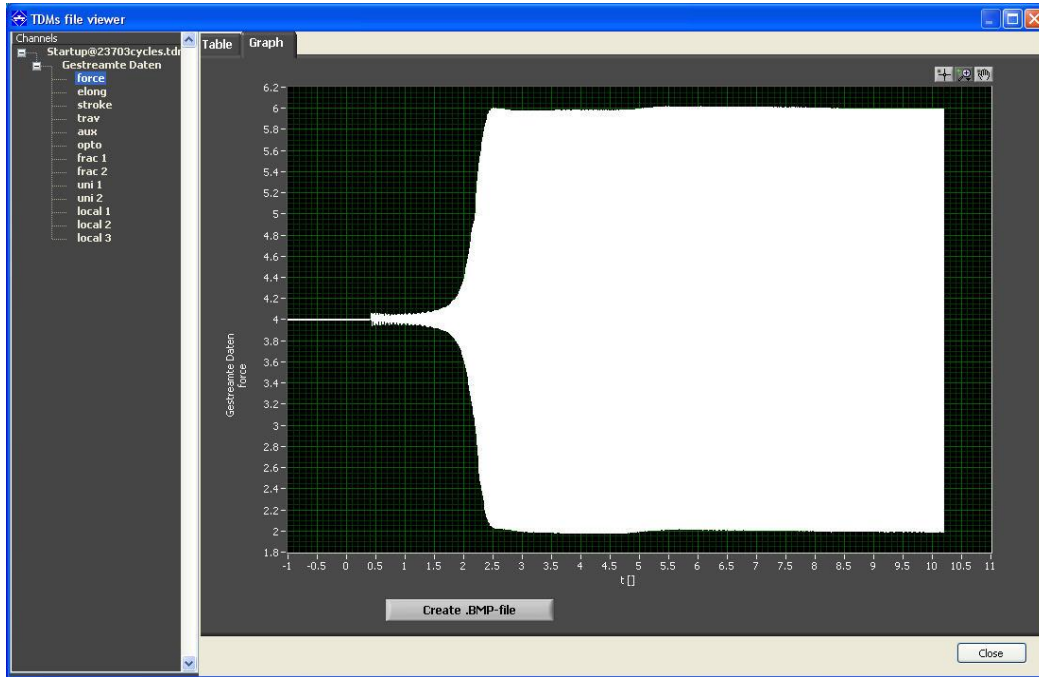 TDMs file viewer
Channels
Startup@23703cycles.tdr
Gestreamte Daten
force
elong
stroke
trav
aux
opto
frac 1
frac 2
uni 1
uni 2
local 1
local 2
local 3
Table
Graph
6.2
6
5.8
5.6
5.4
5.2
5
4.8
4.6
4.4
4.2
4
3.8
3.6
3.4
3.2
3
2.8
2.6
2.4
2.2
2
1.8
Gestreamte Daten
force
-1 -0.5 0 0.5 1 1.5 2 2.5 3 3.5 4 4.5 5 5.5 6 6.5 7 7.5 8 8.5 9 9.5 10 10.5 11
t []
Create .BMP-file
Close